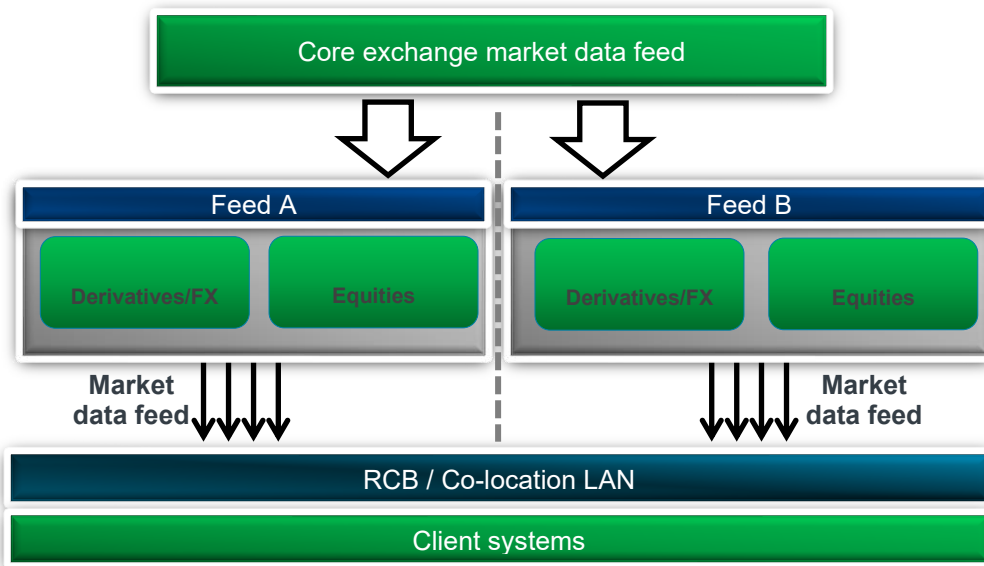 Core exchange market data feed
Feed A
Feed B
Derivatives/FX
Equities
Derivatives/FX
Equities
Market
data feed
Market
data feed
RCB / Co-location LAN
Client systems